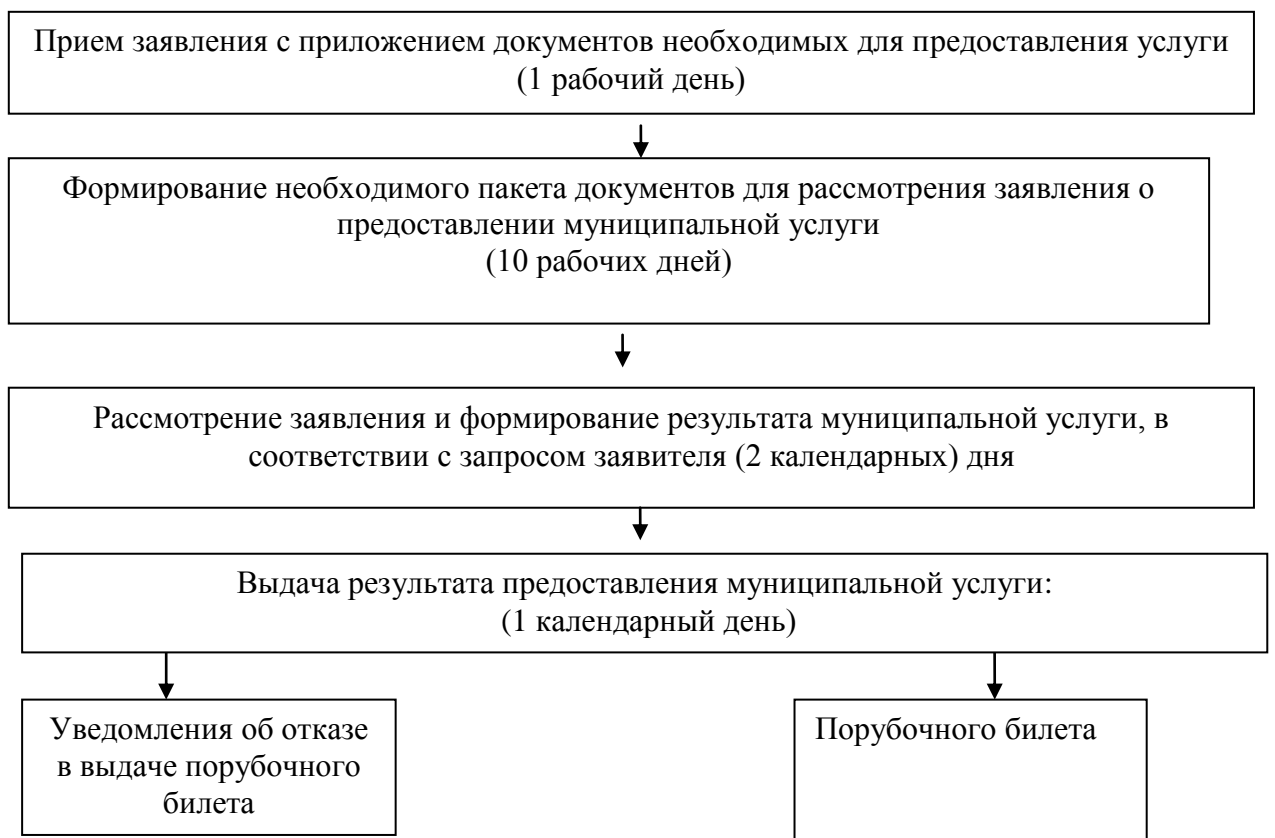 Прием заявления с приложением документов необходимых для предоставления услуги
(1 рабочий день)
Формирование необходимого пакета документов для рассмотрения заявления о
предоставлении муниципальной услуги
(10 рабочих дней)
Рассмотрение заявления и формирование результата муниципальной услуги, в
соответствии с запросом заявителя (2 календарных) дня
Выдача результата предоставления муниципальной услуги:
(1 календарный день)
Уведомления об отказе
в выдаче порубочного
билета
Порубочного билета